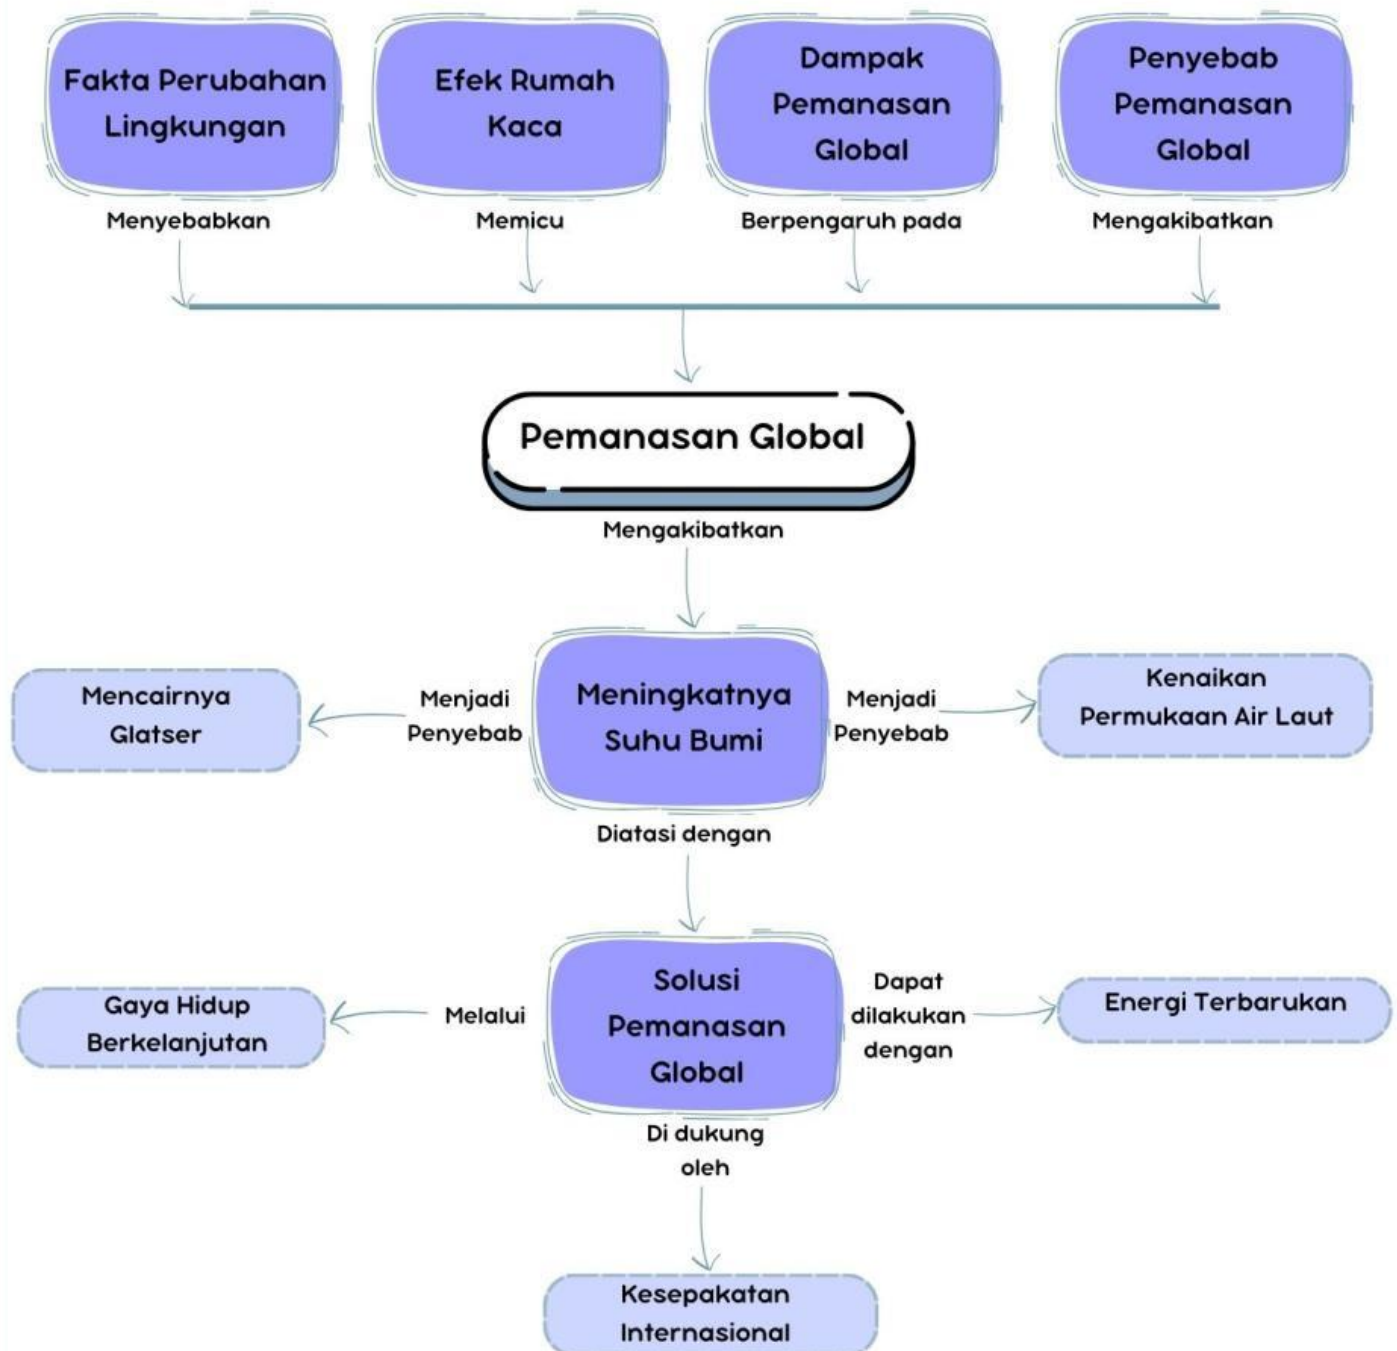 Fakta Perubahan
Lingkungan
Efek Rumah
Kaca
Dampak
Pemanasan
Global
Penyebab
Pemanasan
Global
Menyebabkan
Memicu
Berpengaruh pada
Mengakibatkan
Pemanasan Global
Mengakibatkan
Mencairnya
Glatser
Menjadi
Penyebab
Meningkatnya
Suhu Bumi
Menjadi
Penyebab
Kenaikan
Permukaan Air Laut
Diatasi dengan
Gaya Hidup
Berkelanjutan
Melalui
Solusi
Pemanasan
Global
Dapat
dilakukan
dengan
Energi Terbarukan
Di dukung
oleh
Kesepakatan
Internasional